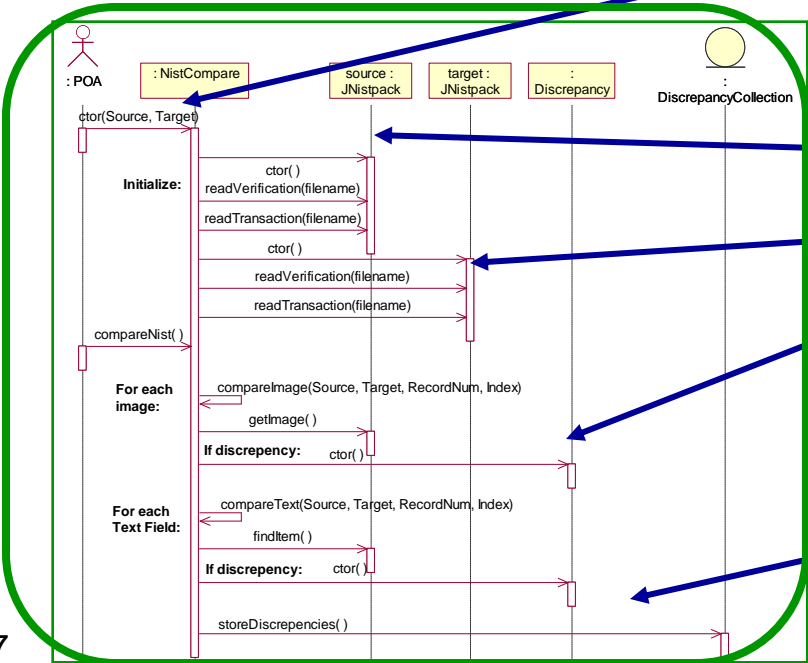 : POA
: NistCompare
source :
JNistpack
target :
JNistpack
:
Discrepancy
:
DiscrepancyCollection
ctor(Source, Target)
Initialize:
ctor( )
readVerification(filename)
readTransaction(filename)
ctor( )
readVerification(filename)
readTransaction(filename)
compareNist( )
For each
image:
compareImage(Source, Target, RecordNum, Index)
getImage( )
If discrepency:
ctor( )
For each
Text Field:
compareText(Source, Target, RecordNum, Index)
findItem( )
If discrepency:
ctor( )
storeDiscrepencies( )
7